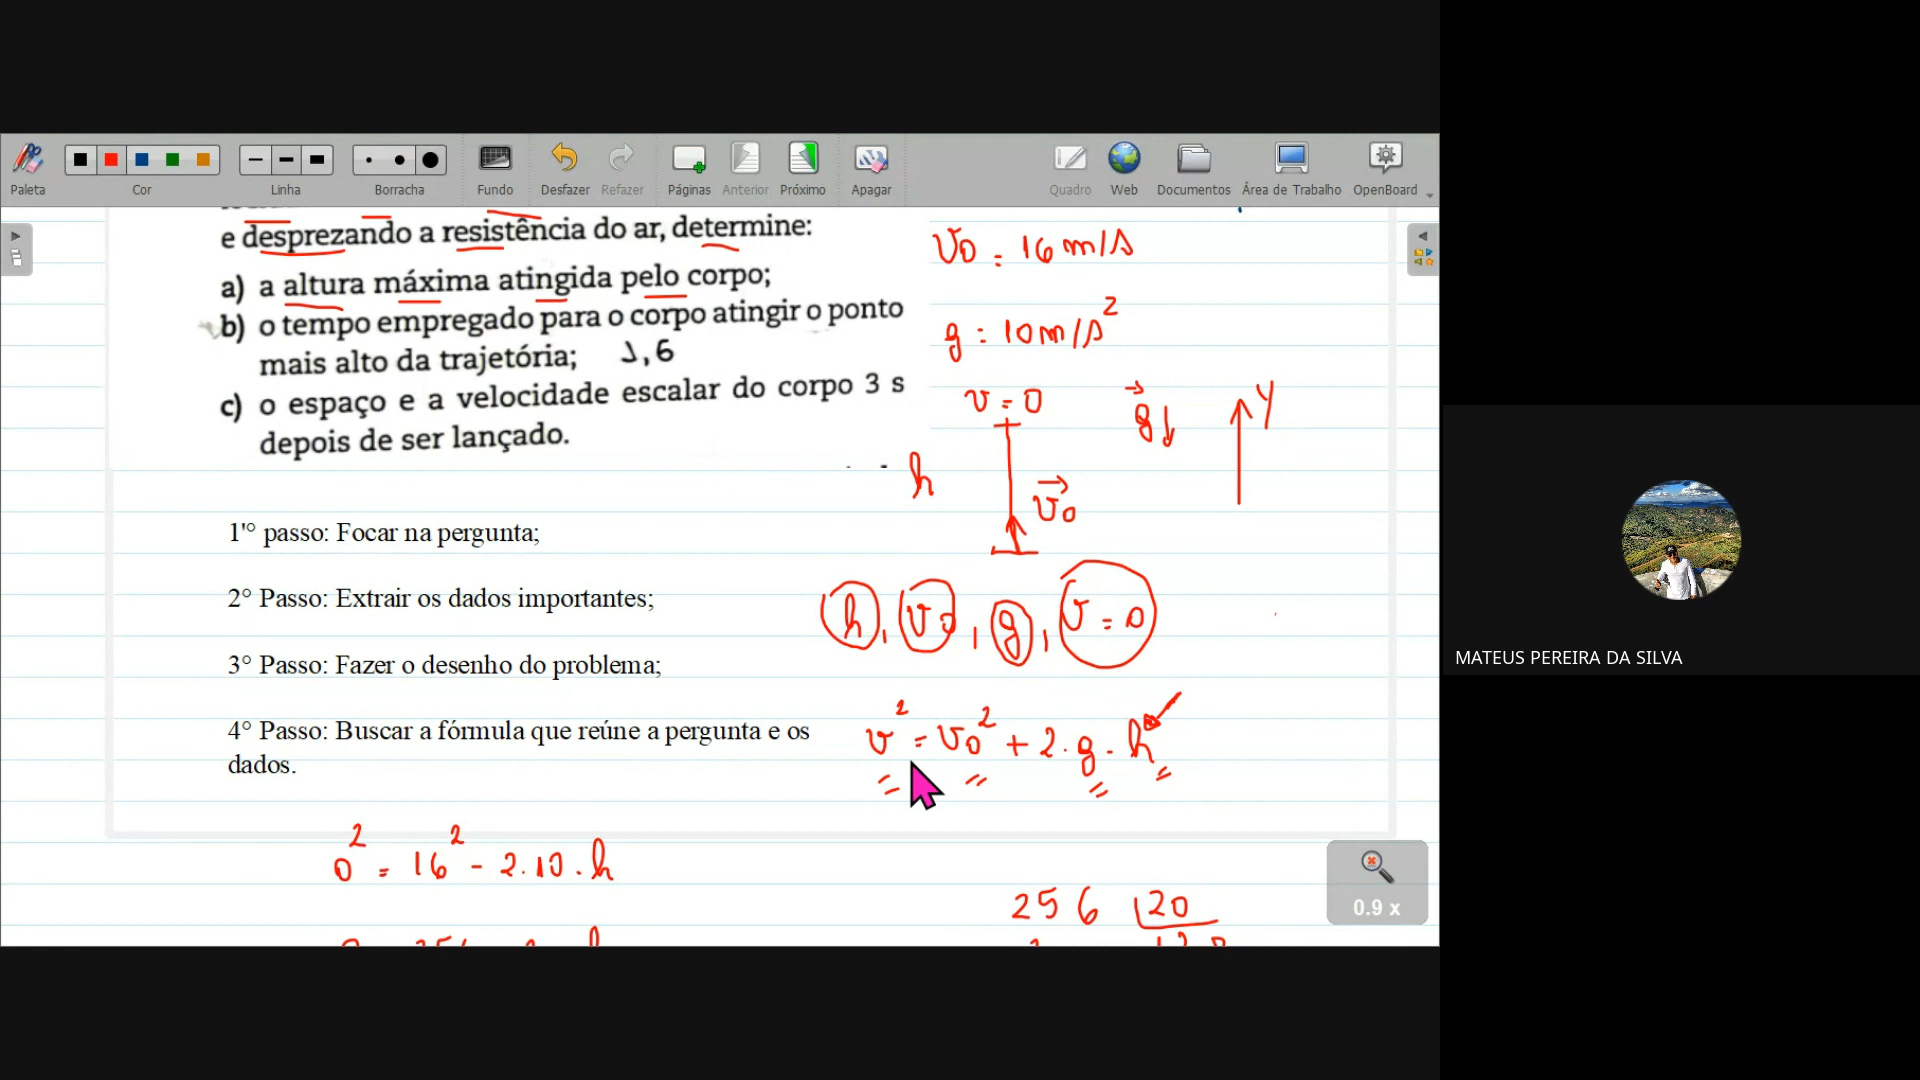 Paleta Cor Linha Borracha Fundo Desfazer Refazer Páginas Anterior Próximo Apagar Quadro Web Documentos Área de Trabalho OpenBoard
e desprezando a resistência do ar, determine:
a) a altura máxima atingida pelo corpo;
b) o tempo empregado para o corpo atingir o ponto
mais alto da trajetória; 1,6
c) o espaço e a velocidade escalar do corpo 3 s
depois de ser lançado.
V0 = 16 m/s
g = 10 m/s²
v = 0
g
y
h
V0
1'° passo: Focar na pergunta;
2° Passo: Extrair os dados importantes;
3° Passo: Fazer o desenho do problema;
4° Passo: Buscar a fórmula que reúne a pergunta e os
dados.
h, V0, g, V = 0
v² = V0² + 2.g.h
0² = 16² - 2.10.h
256 20
0.9 x
MATEUS PEREIRA DA SILVA